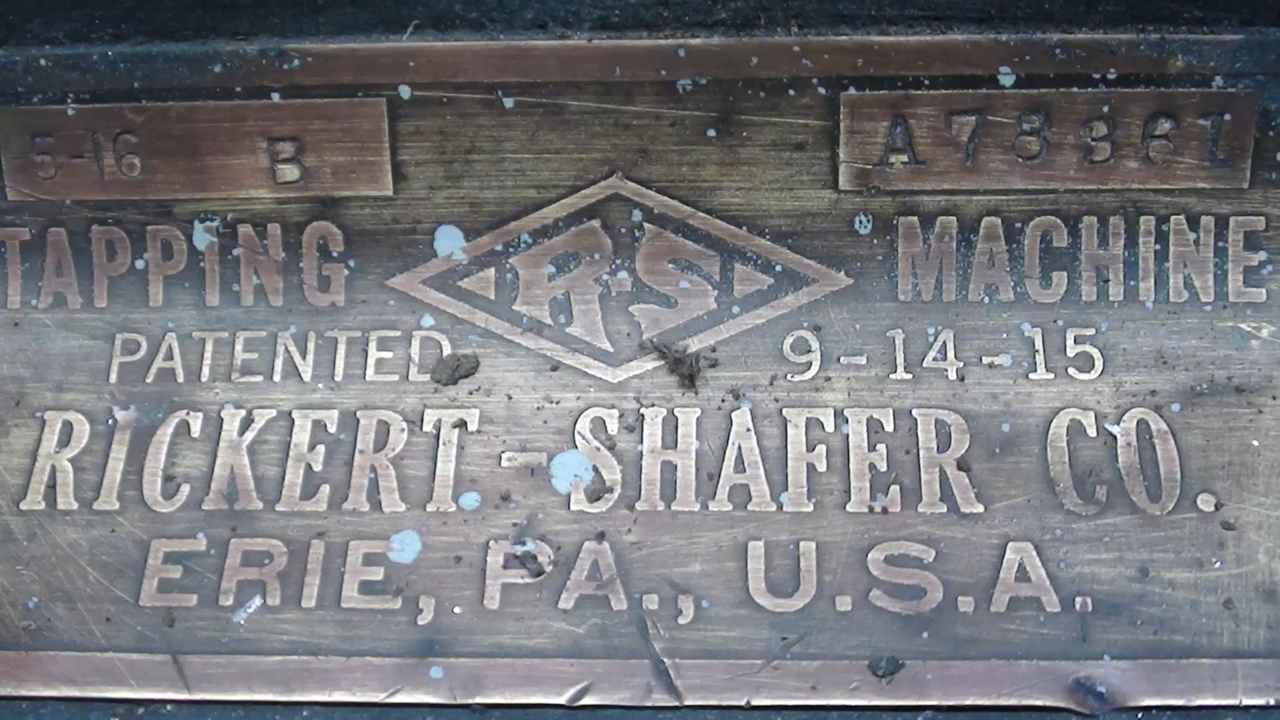 5-16 B A78361
TAPPING R-S MACHINE
PATENTED 9-14-15
RICKERT-SHAFER CO.
ERIE, PA., U.S.A.